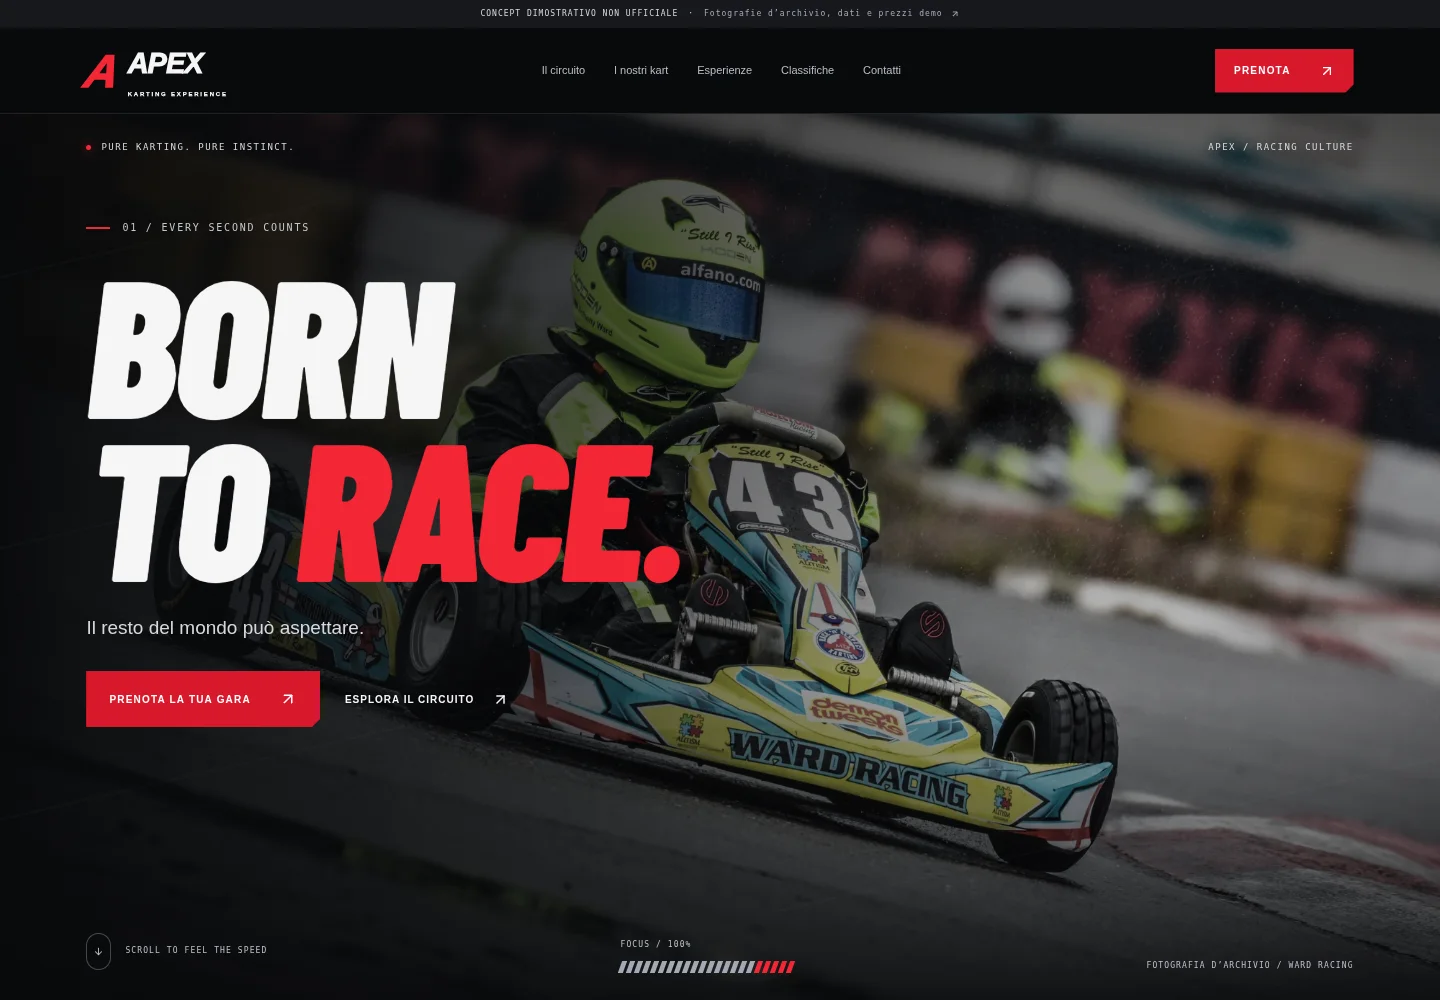 CONCEPT DIMOSTRATIVO NON UFFICIALE · Fotografie d’archivio, dati e prezzi demo
A APEX
KARTING EXPERIENCE
Il circuito
I nostri kart
Esperienze
Classifiche
Contatti
PRENOTA
PURE KARTING. PURE INSTINCT.
APEX / RACING CULTURE
01 / EVERY SECOND COUNTS
"Still I Rise"
alfano.com
BORN
TO RACE.
"Still I Rise"
43
AUTISM
Il resto del mondo può aspettare.
PRENOTA LA TUA GARA
ESPLORA IL CIRCUITO
demon
tweeks
AUTISM
WARD RACING
AUTISM
SCROLL TO FEEL THE SPEED
FOCUS / 100%
FOTOGRAFIA D’ARCHIVIO / WARD RACING